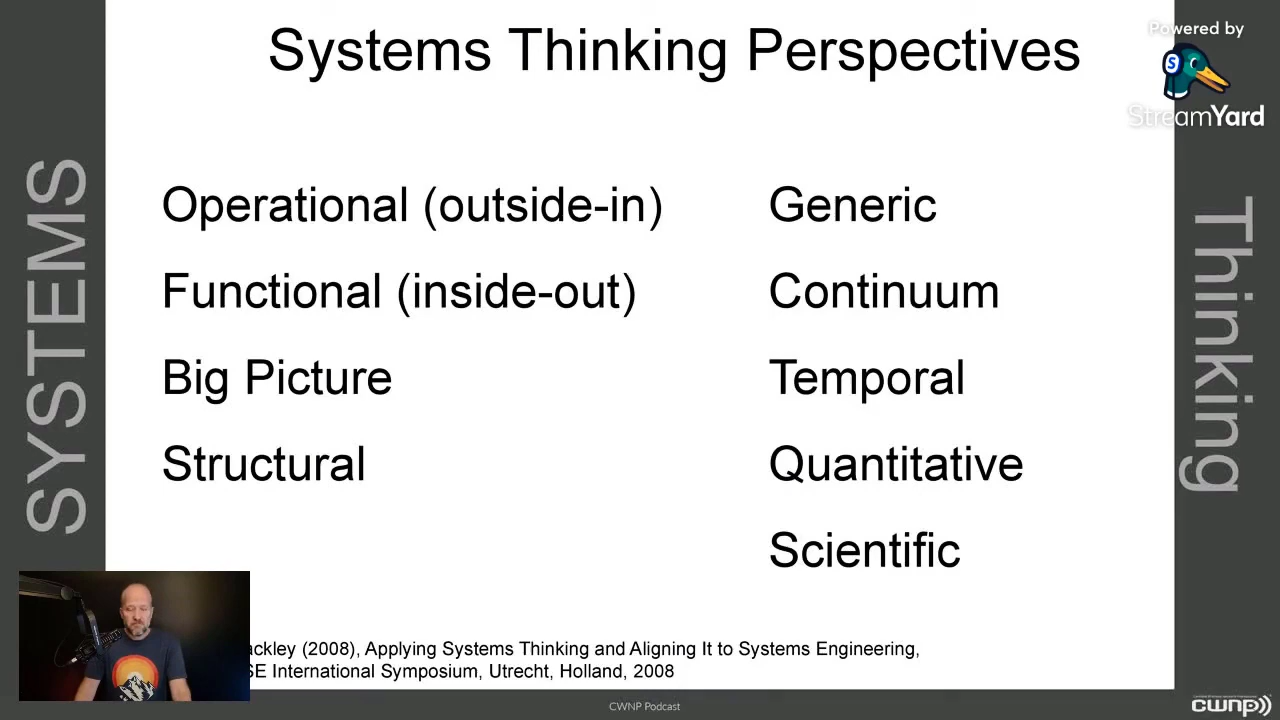 Systems Thinking Perspectives
Powered by
StreamYard
SYSTEMS
Thinking
Operational (outside-in)
Functional (inside-out)
Big Picture
Structural
Generic
Continuum
Temporal
Quantitative
Scientific
(2008), Applying Systems Thinking and Aligning It to Systems Engineering,
International Symposium, Utrecht, Holland, 2008
CWNP Podcast
cwnp